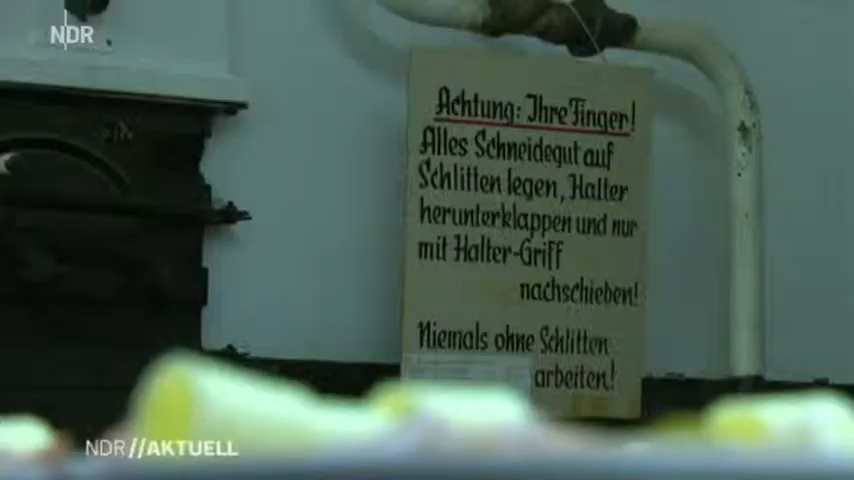 NDR
Achtung: Ihre Finger!
Alles Schneidegut auf
Schlitten legen, Halter
herunterklappen und nur
mit Halter-Griff
nachschieben!
Niemals ohne Schlitten
arbeiten!
NDR//AKTUELL